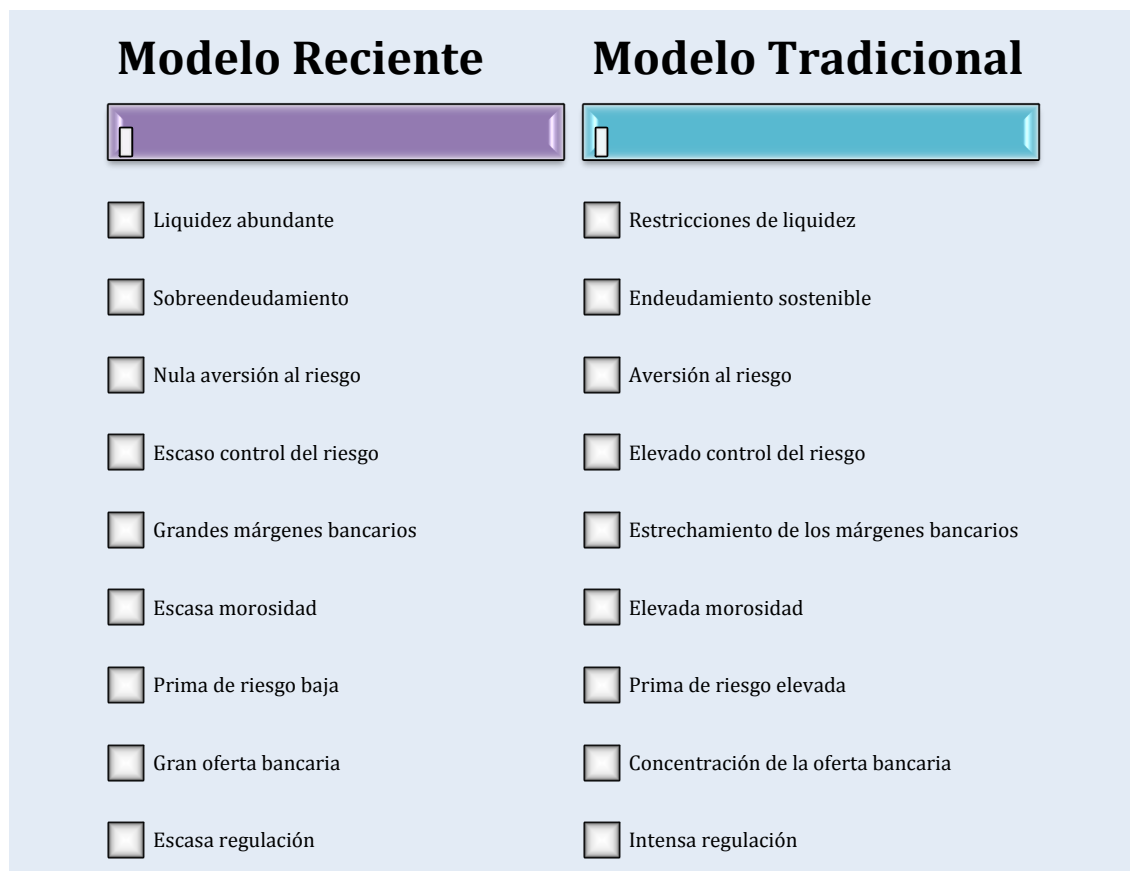 Modelo Reciente
Liquidez abundante
Sobreendeudamiento
Nula aversión al riesgo
Escaso control del riesgo
Grandes márgenes bancarios
Escasa morosidad
Prima de riesgo baja
Gran oferta bancaria
Escasa regulación
Modelo Tradicional
Restricciones de liquidez
Endeudamiento sostenible
Aversión al riesgo
Elevado control del riesgo
Estrechamiento de los márgenes bancarios
Elevada morosidad
Prima de riesgo elevada
Concentración de la oferta bancaria
Intensa regulación